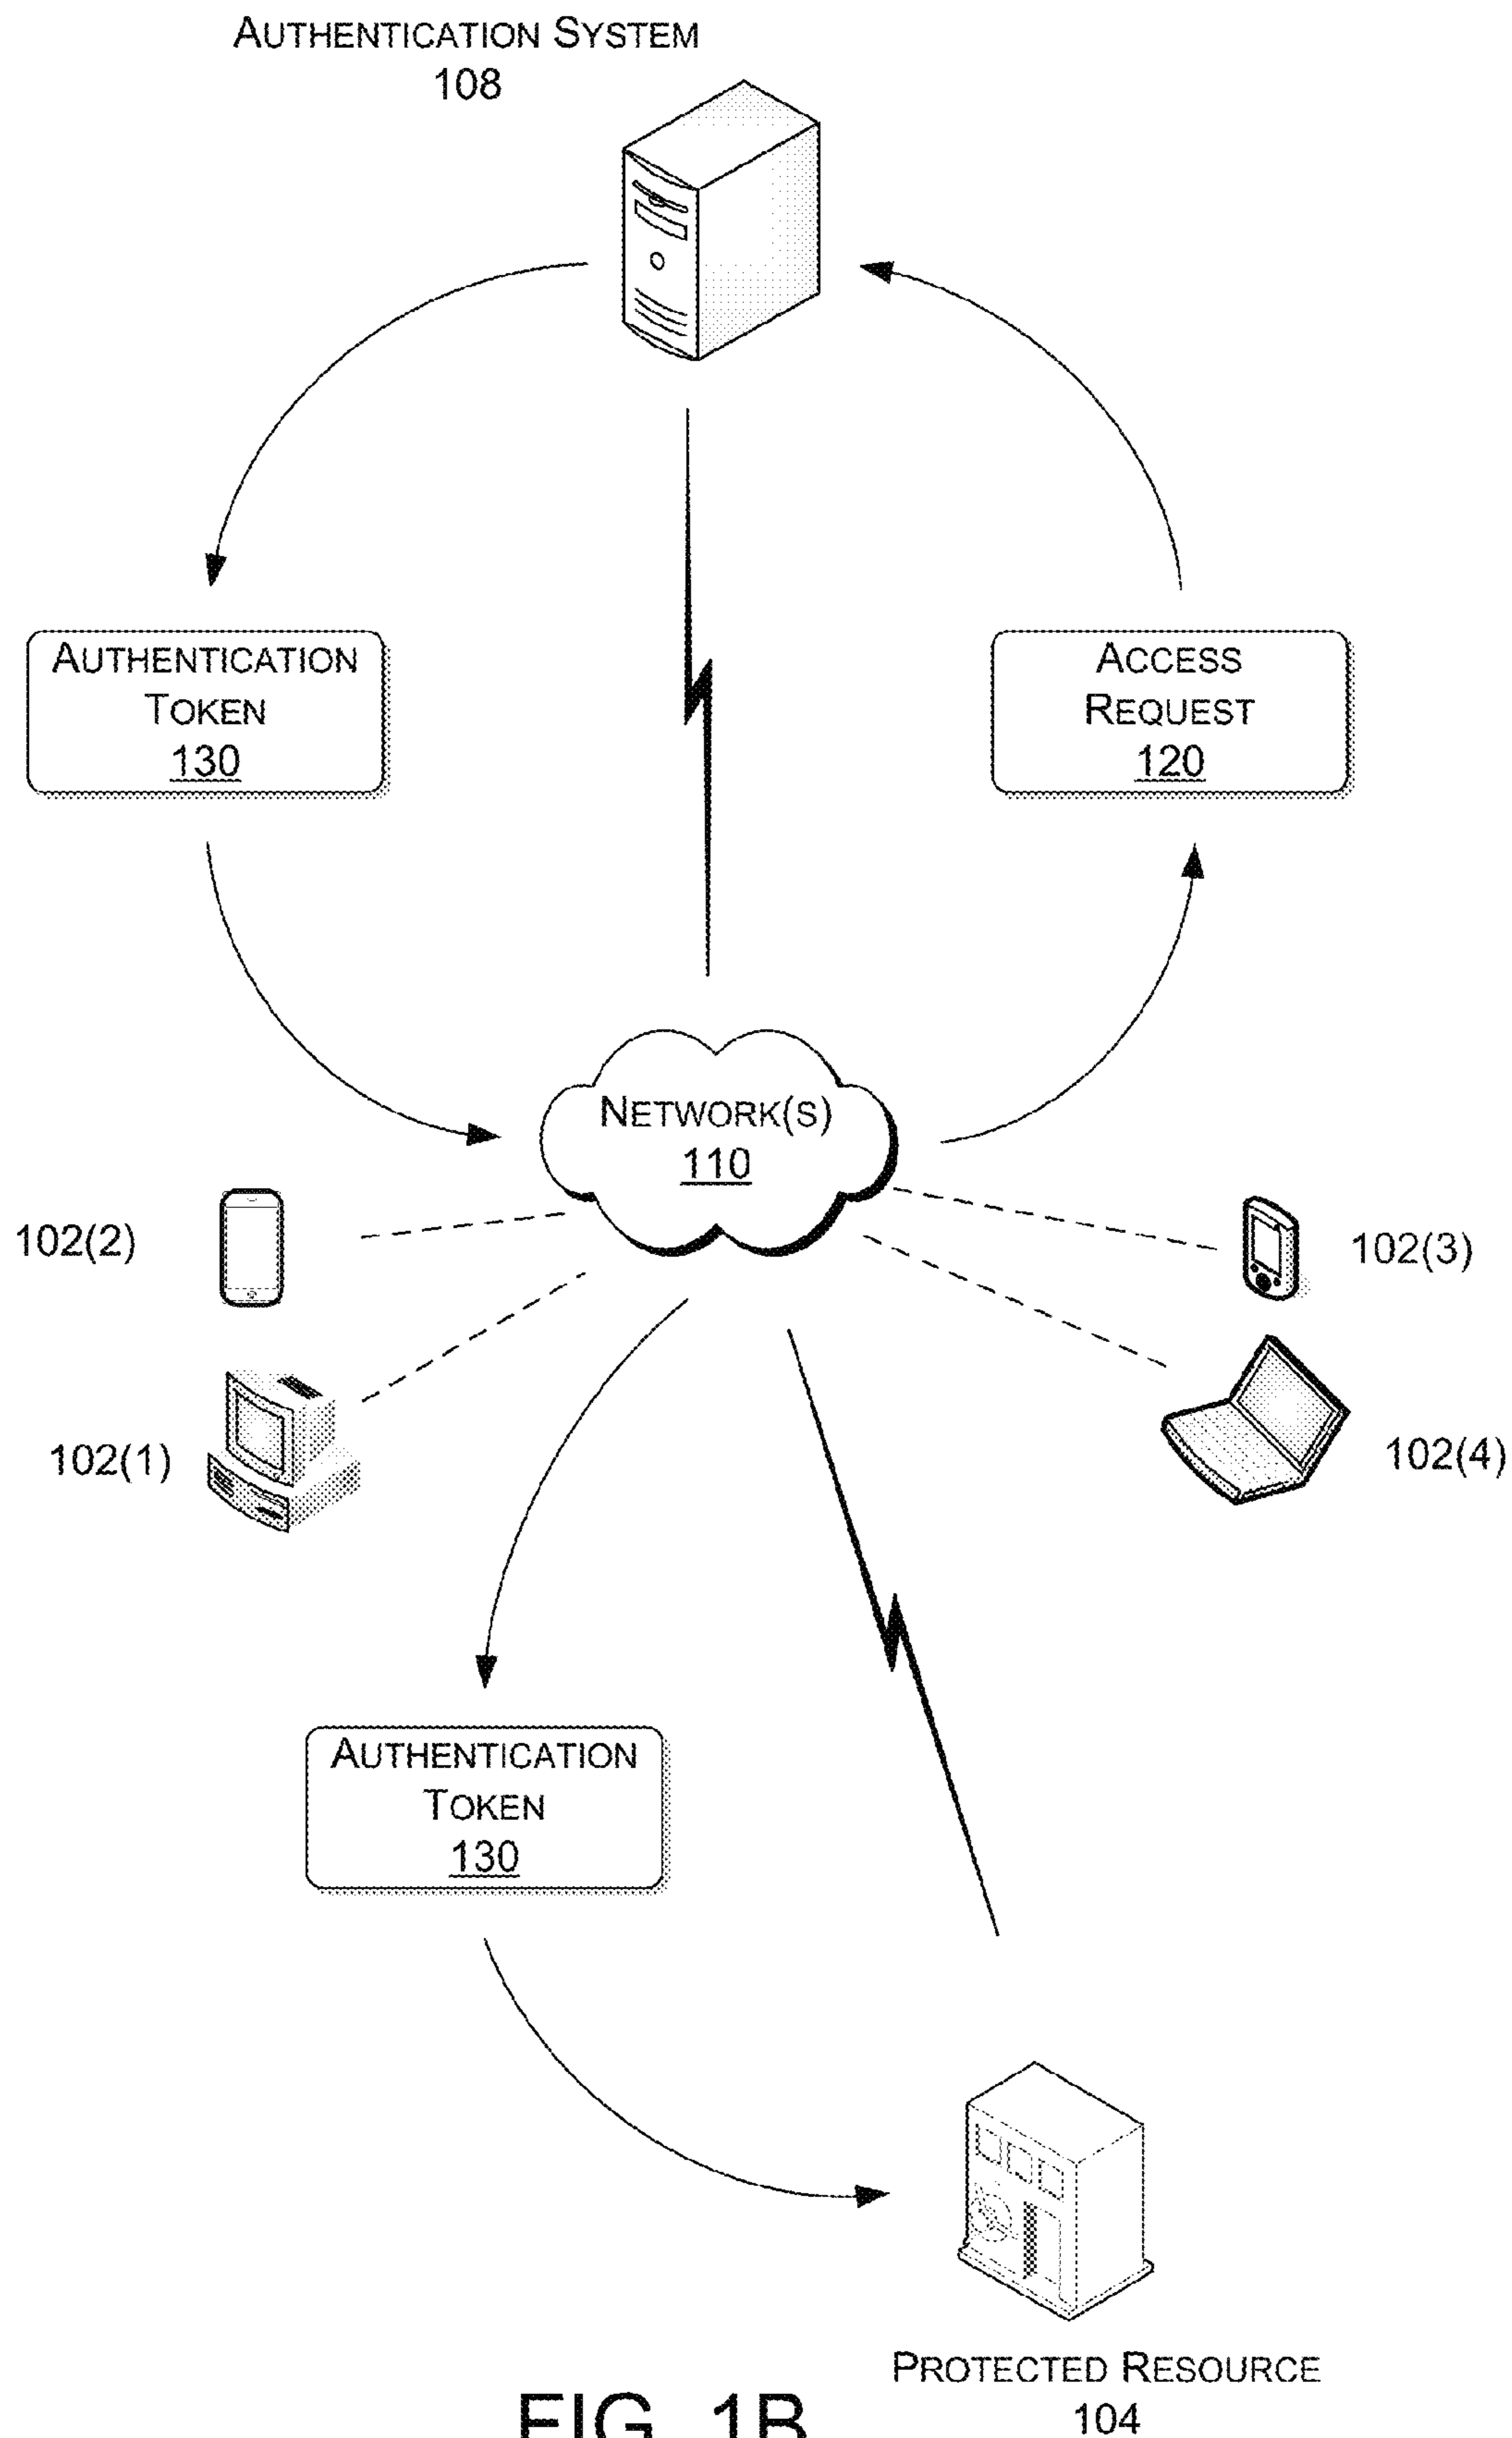 AUTHENTICATION SYSTEM
108
AUTHENTICATION
TOKEN
130
ACCESS
REQUEST
120
NETWORK(S)
110
102(2)
102(3)
102(1)
102(4)
AUTHENTICATION
TOKEN
130
PROTECTED RESOURCE
104
FIG. 1B